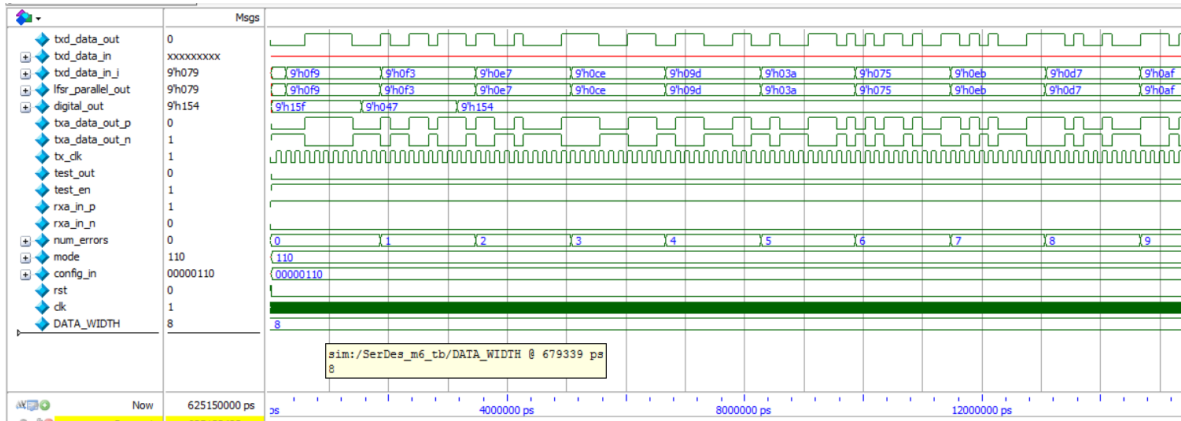 Msgs
txd_data_out 0
txd_data_in xxxxxxxxx
txd_data_in_i 9'h079 9'h0f9 9'h0f3 9'h0e7 9'h0ce 9'h09d 9'h03a 9'h075 9'h0eb 9'h0d7 9'h0af
lfsr_parallel_out 9'h079 9'h0f9 9'h0f3 9'h0e7 9'h0ce 9'h09d 9'h03a 9'h075 9'h0eb 9'h0d7 9'h0af
digital_out 9'h154 9'h15f 9'h047 9'h154
txa_data_out_p 0
txa_data_out_n 1
tx_clk 1
test_out 0
test_en 1
rxa_in_p 1
rxa_in_n 0
num_errors 0 0 1 2 3 4 5 6 7 8 9
mode 110 110
config_in 00000110 00000110
rst 0
clk 1
DATA_WIDTH 8 8
sim:/SerDes_m6_tb/DATA_WIDTH @ 679339 ps
8
Now 625150000 ps
ps 4000000 ps 8000000 ps 12000000 ps